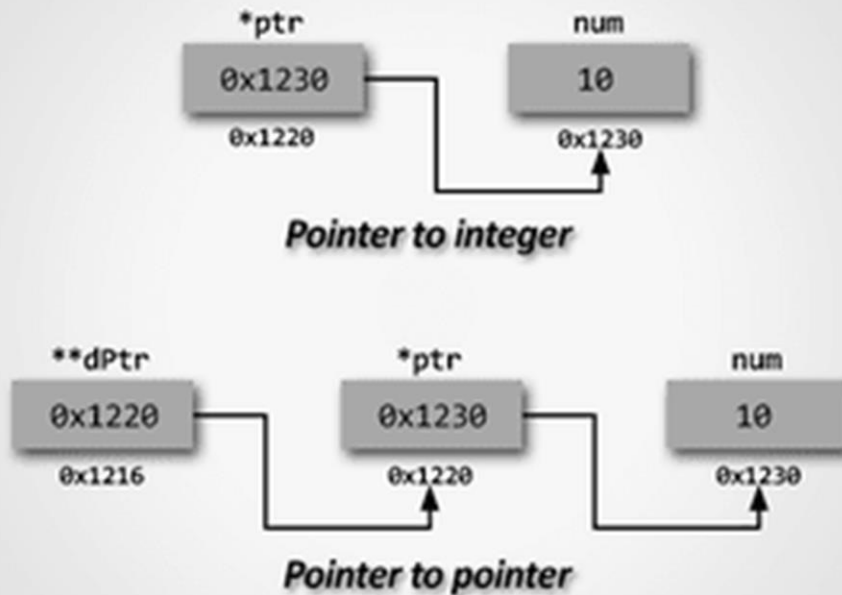 *ptr num
0x1230 10
0x1220 0x1230
Pointer to integer
**dPtr *ptr num
0x1220 0x1230 10
0x1216 0x1220 0x1230
Pointer to pointer